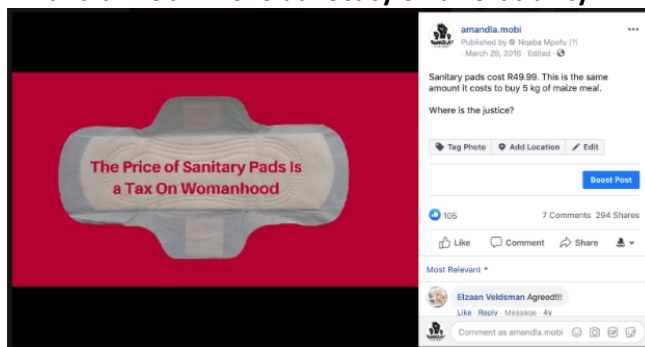 The Price of Sanitary Pads Is
a Tax On Womanhood
amandla.mobi
Published by Nqaba Mpofu [?]
· March 29, 2016 · Edited ·
Sanitary pads cost R49.99. This is the same
amount it costs to buy 5 kg of maize meal.
Where is the justice?
Tag Photo Add Location Edit
Boost Post
105 7 Comments 294 Shares
Like Comment Share
Most Relevant
Elzaan Veldsman Agreed!!!
Like · Reply · Message · 4y
Comment as amandla.mobi